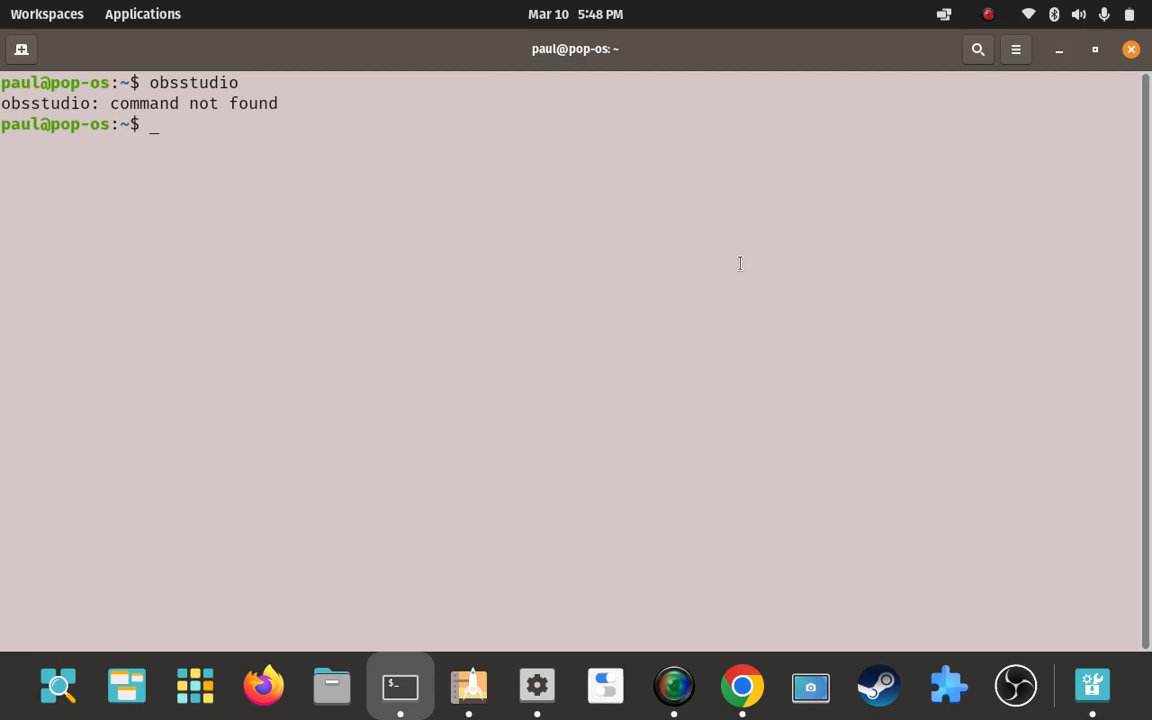 Workspaces Applications Mar 10 5:48 PM
paul@pop-os: ~
paul@pop-os:~$ obsstudio
obsstudio: command not found
paul@pop-os:~$ _
$_